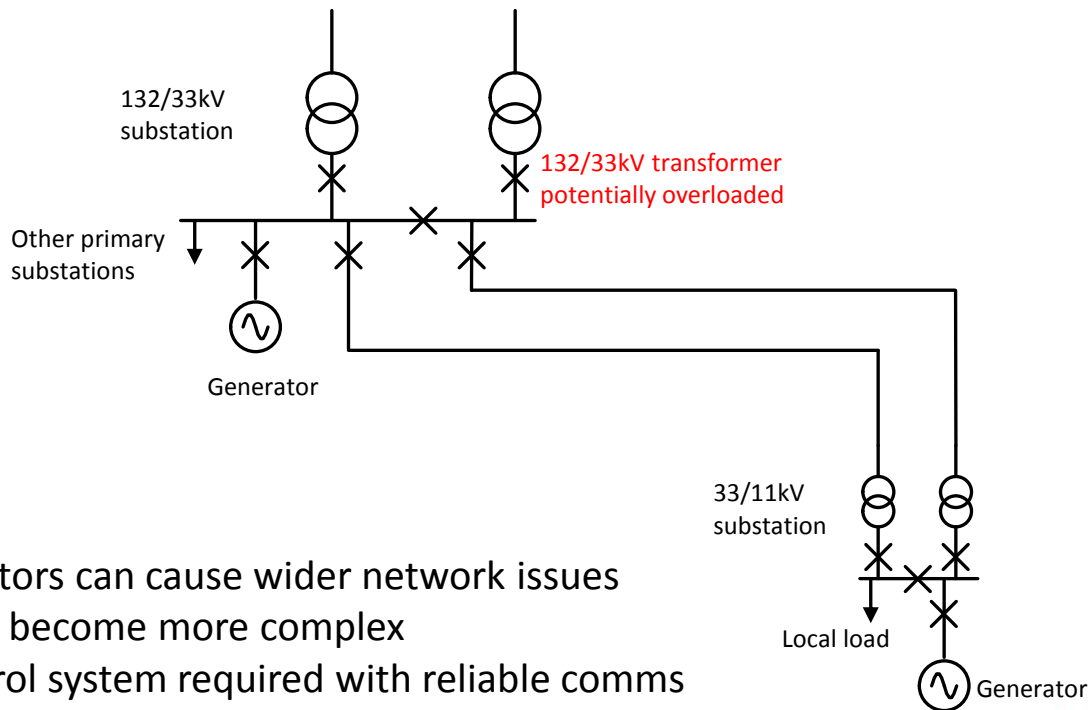 132/33kV
substation
132/33kV transformer
potentially overloaded
Other primary
substations
Generator
33/11kV
substation
tors can cause wider network issues
become more complex
rol system required with reliable comms
Local load
Generator